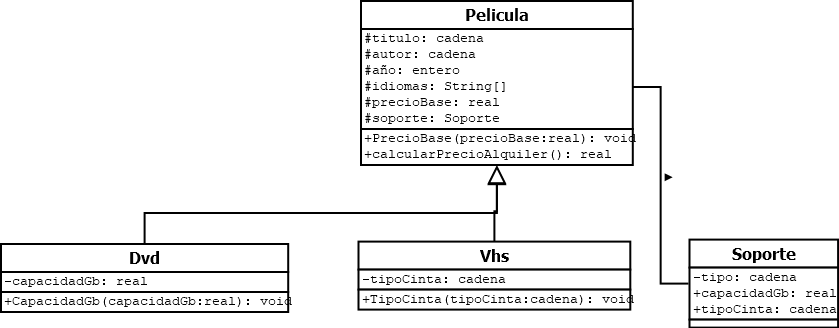 Pelicula
#titulo: cadena
#autor: cadena
#año: entero
#idiomas: String[]
#precioBase: real
#soporte: Soporte
+PrecioBase(precioBase:real): void
+calcularPrecioAlquiler(): real
Dvd
-capacidadGb: real
+CapacidadGb(capacidadGb:real): void
Vhs
-tipoCinta: cadena
+TipoCinta(tipoCinta:cadena): void
Soporte
-tipo: cadena
+capacidadGb: real
+tipoCinta: cadena